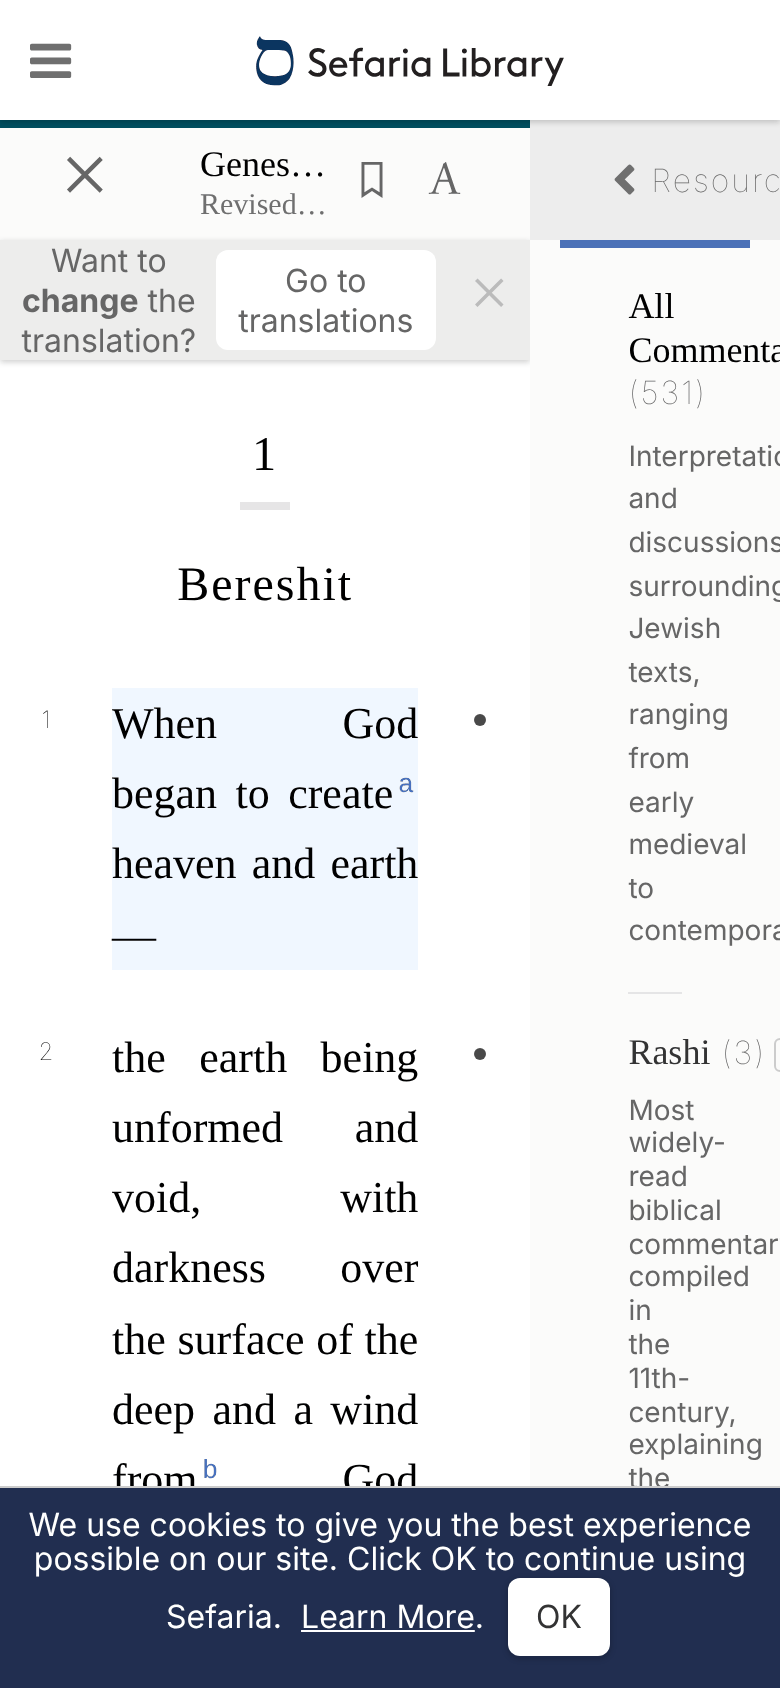 Sefaria Library
Genes…
Revised…
Want to
change the
translation?
Go to
translations
1
Bereshit
1
When God
began to create a
heaven and earth
—
2
the earth being
unformed and
void, with
darkness over
the surface of the
deep and a wind
from b God
Resourc
All
Commenta
(531)
Interpretatio
and
discussions
surrounding
Jewish
texts,
ranging
from
early
medieval
to
contempora
Rashi (3)
Most
widely-
read
biblical
commentar
compiled
in
the
11th-
century,
explaining
the
We use cookies to give you the best experience
possible on our site. Click OK to continue using
Sefaria. Learn More.
OK